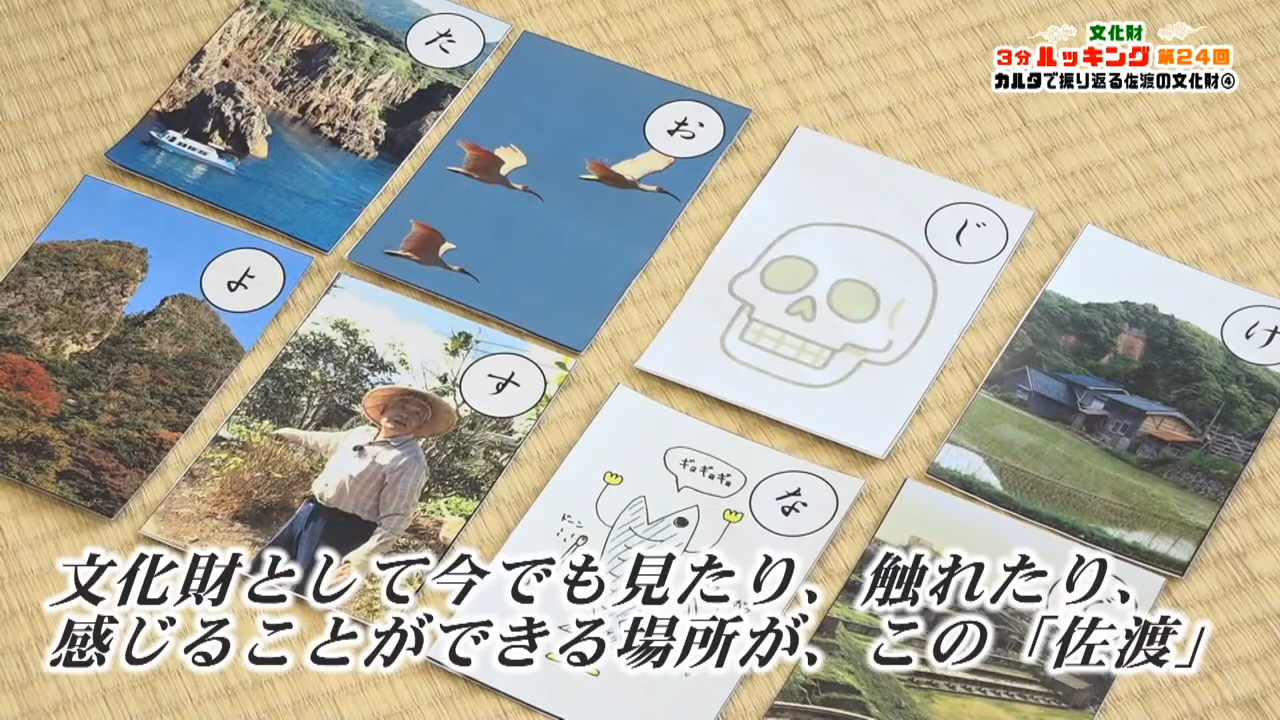 文化財
3分ルッキング 第24回
カルタで振り返る佐渡の文化財④
た
お
じ
け
よ
す
な
ギョギョギョ
ドーン
文化財として今でも見たり、触れたり、
感じることができる場所が、この「佐渡」